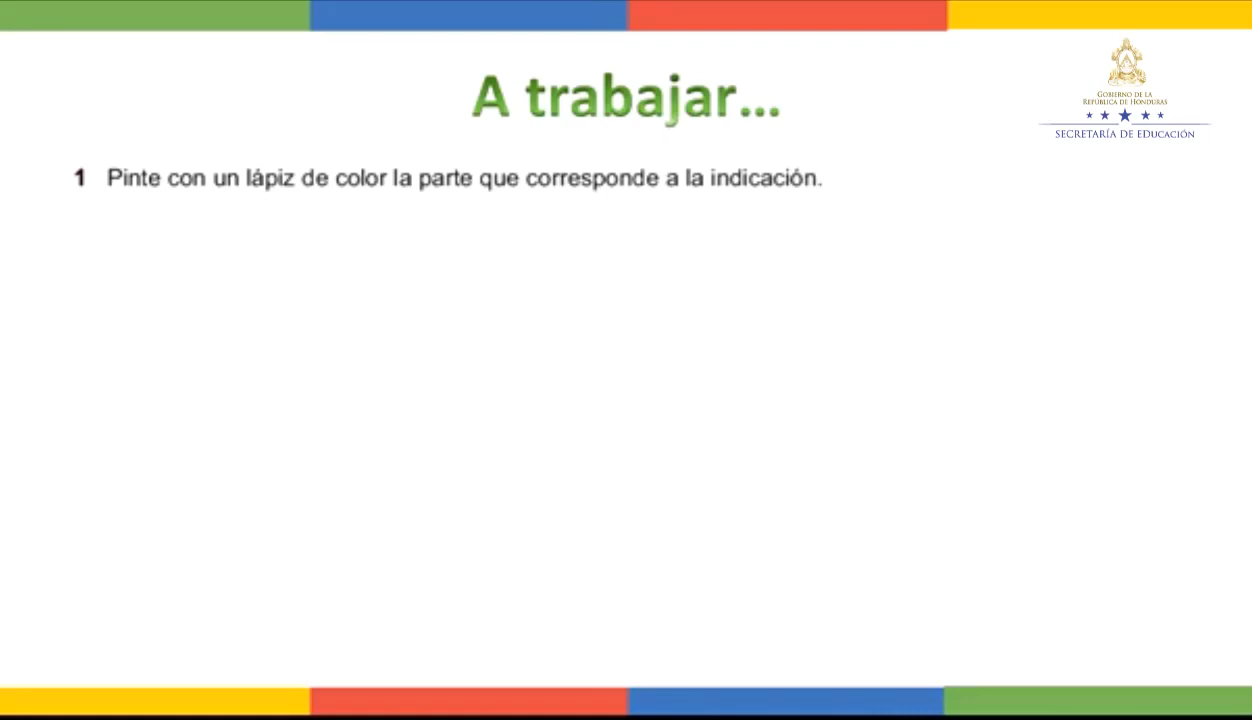 A trabajar...
GOBIERNO DE LA
REPÚBLICA DE HONDURAS
SECRETARÍA DE EDUCACIÓN
1 Pinte con un lápiz de color la parte que corresponde a la indicación.